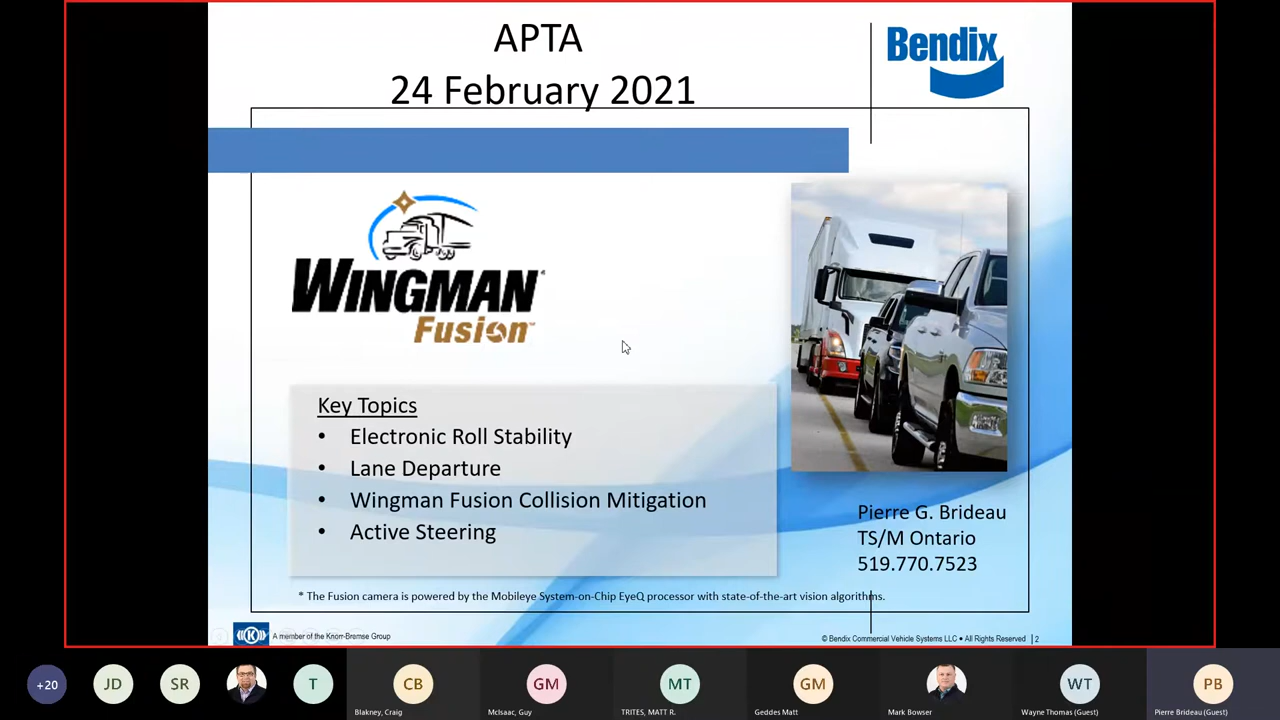 APTA
24 February 2021
Bendix
WINGMAN
Fusion™
Key Topics
• Electronic Roll Stability
• Lane Departure
• Wingman Fusion Collision Mitigation
• Active Steering
Pierre G. Brideau
TS/M Ontario
519.770.7523
* The Fusion camera is powered by the Mobileye System-on-Chip EyeQ processor with state-of-the-art vision algorithms.
K
A member of the Knorr-Bremse Group
© Bendix Commercial Vehicle Systems LLC • All Rights Reserved | 2
+20
JD
SR
T
CB
GM
MT
GM
WT
PB
Blakney, Craig
McIsaac, Guy
TRITES, MATT R.
Geddes Matt
Mark Bowser
Wayne Thomas (Guest)
Pierre Brideau (Guest)